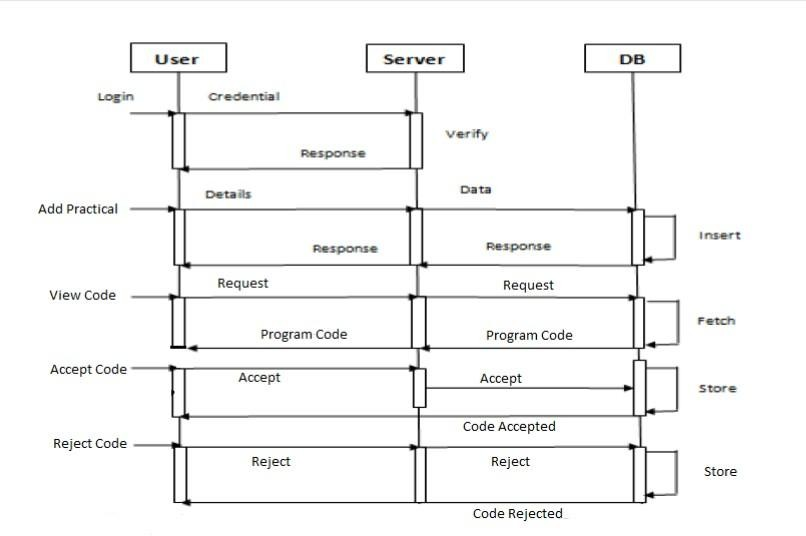 User
Server
DB
Login
Credential
Verify
Response
Details
Data
Add Practical
Insert
Response
Response
Request
Request
View Code
Fetch
Program Code
Program Code
Accept Code
Accept
Accept
Store
Code Accepted
Reject Code
Reject
Reject
Store
Code Rejected